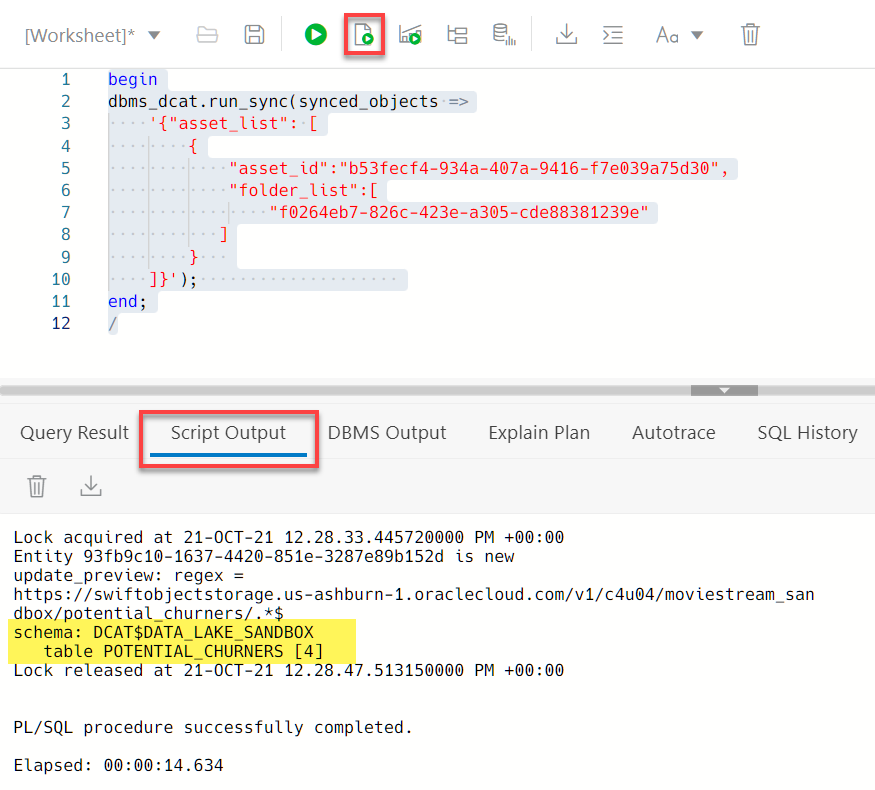 [Worksheet]*
Aa
1 begin
2 dbms_dcat.run_sync(synced_objects =>
3 '{"asset_list": [
4 {
5 "asset_id":"b53fecf4-934a-407a-9416-f7e039a75d30",
6 "folder_list":[
7 "f0264eb7-826c-423e-a305-cde88381239e"
8 ]
9 }
10 ]}');
11 end;
12 /
Query Result Script Output DBMS Output Explain Plan Autotrace SQL History
Lock acquired at 21-OCT-21 12.28.33.445720000 PM +00:00
Entity 93fb9c10-1637-4420-851e-3287e89b152d is new
update_preview: regex =
https://swiftobjectstorage.us-ashburn-1.oraclecloud.com/v1/c4u04/moviestream_san
dbox/potential_churners/.*$
schema: DCAT$DATA_LAKE_SANDBOX
table POTENTIAL_CHURNERS [4]
Lock released at 21-OCT-21 12.28.47.513150000 PM +00:00
PL/SQL procedure successfully completed.
Elapsed: 00:00:14.634